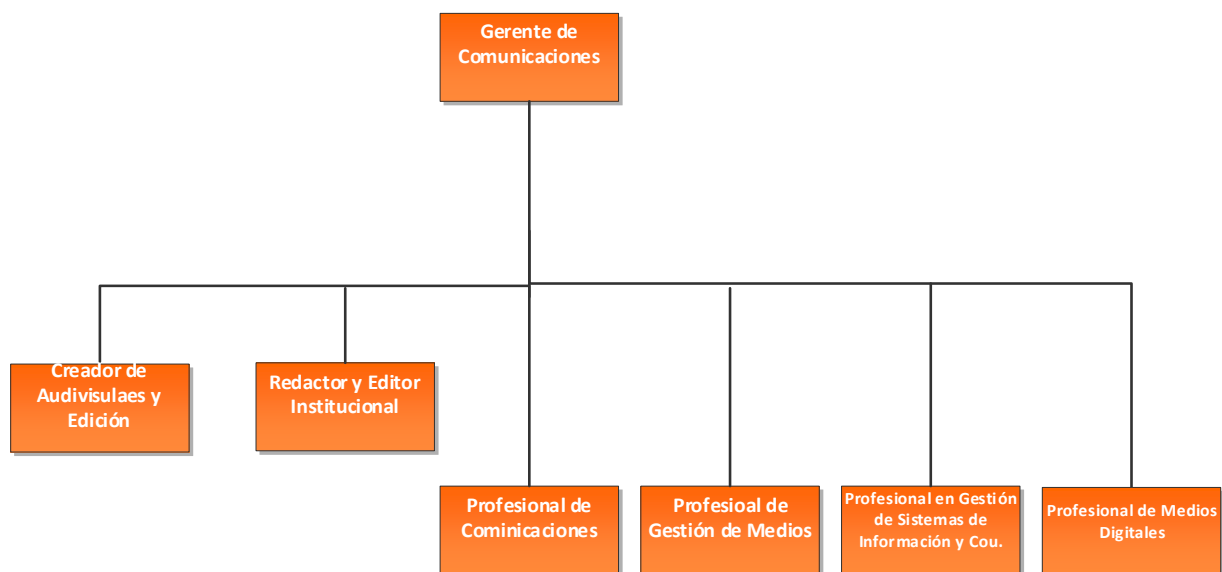 Gerente de
Comunicaciones
Creador de
Audivisulaes y
Edición
Redactor y Editor
Institucional
Profesional de
Cominicaciones
Profesioal de
Gestión de Medios
Profesional en Gestión
de Sistemas de
Información y Cou.
Profesional de Medios
Digitales